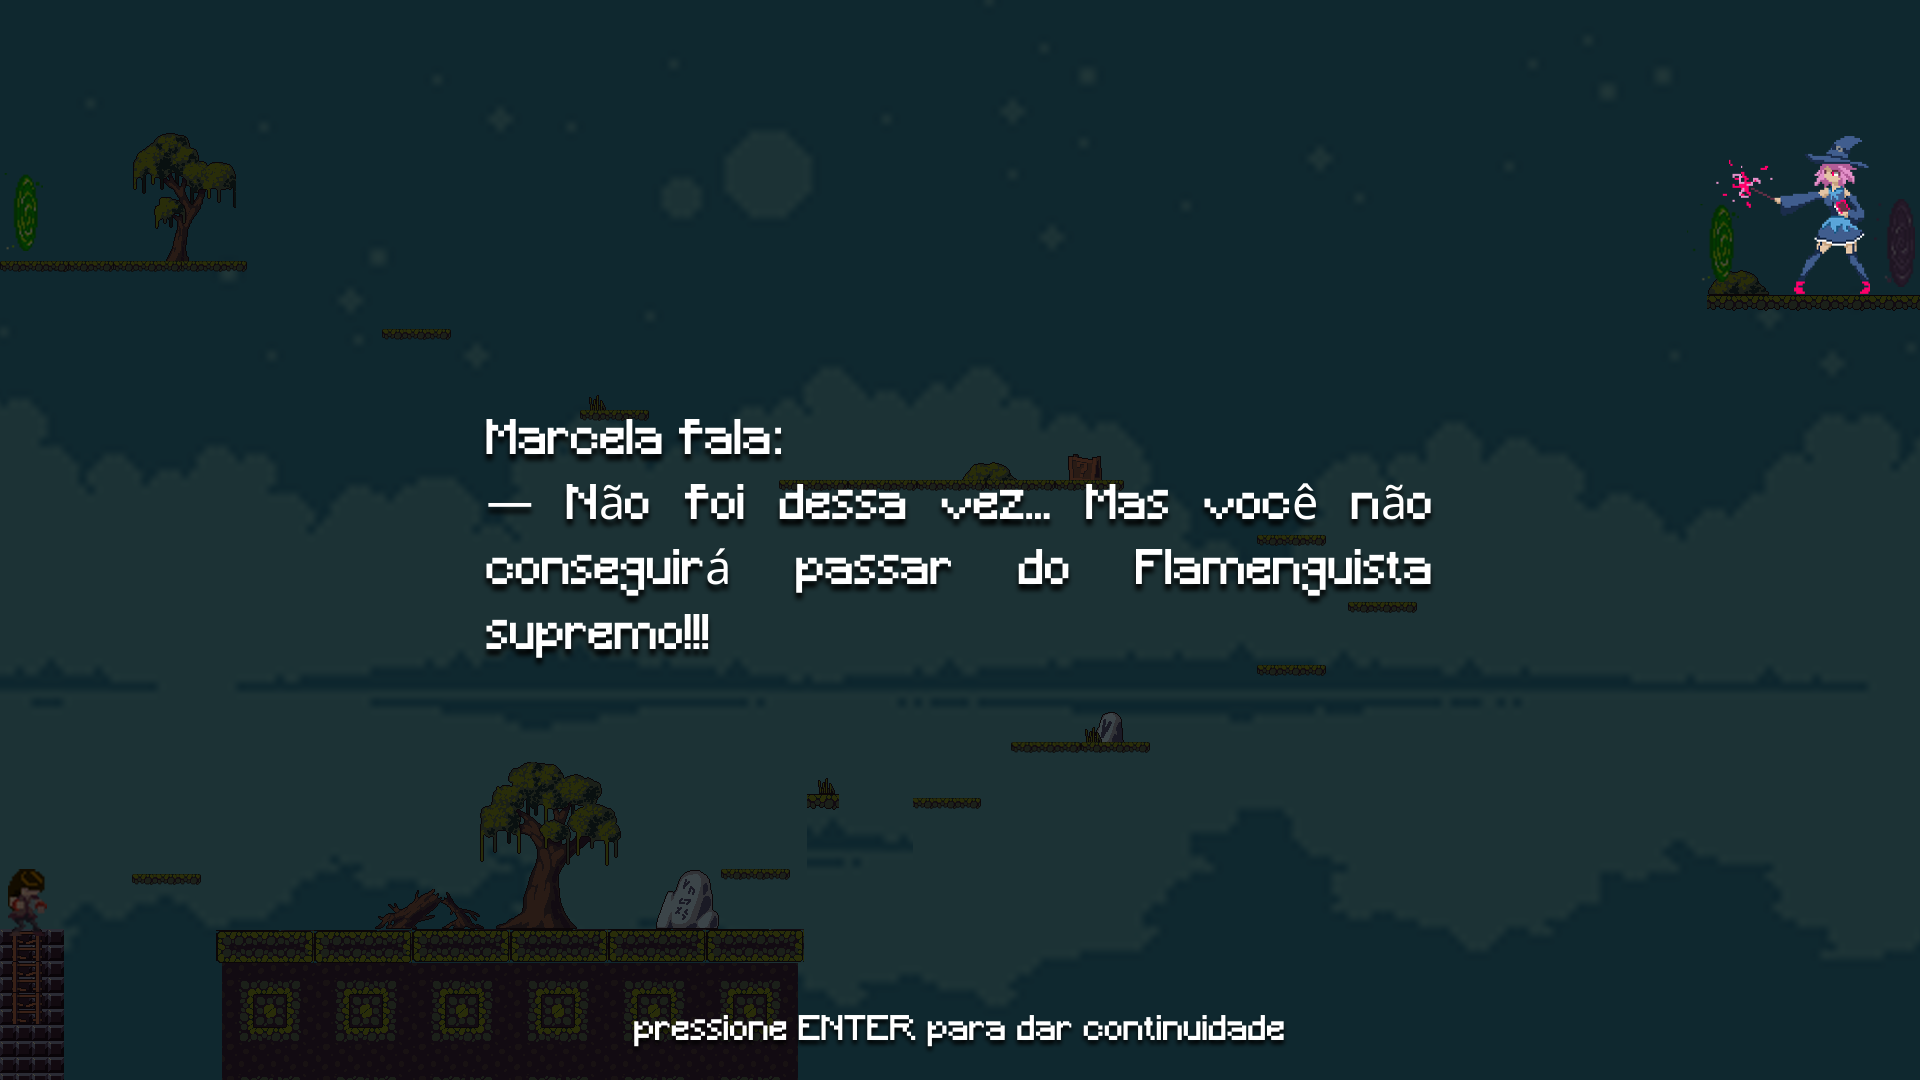 Marcela fala:
— Não foi dessa vez... Mas você não
conseguirá passar do Flamenguista
supremo!!!
pressione ENTER para dar continuidade